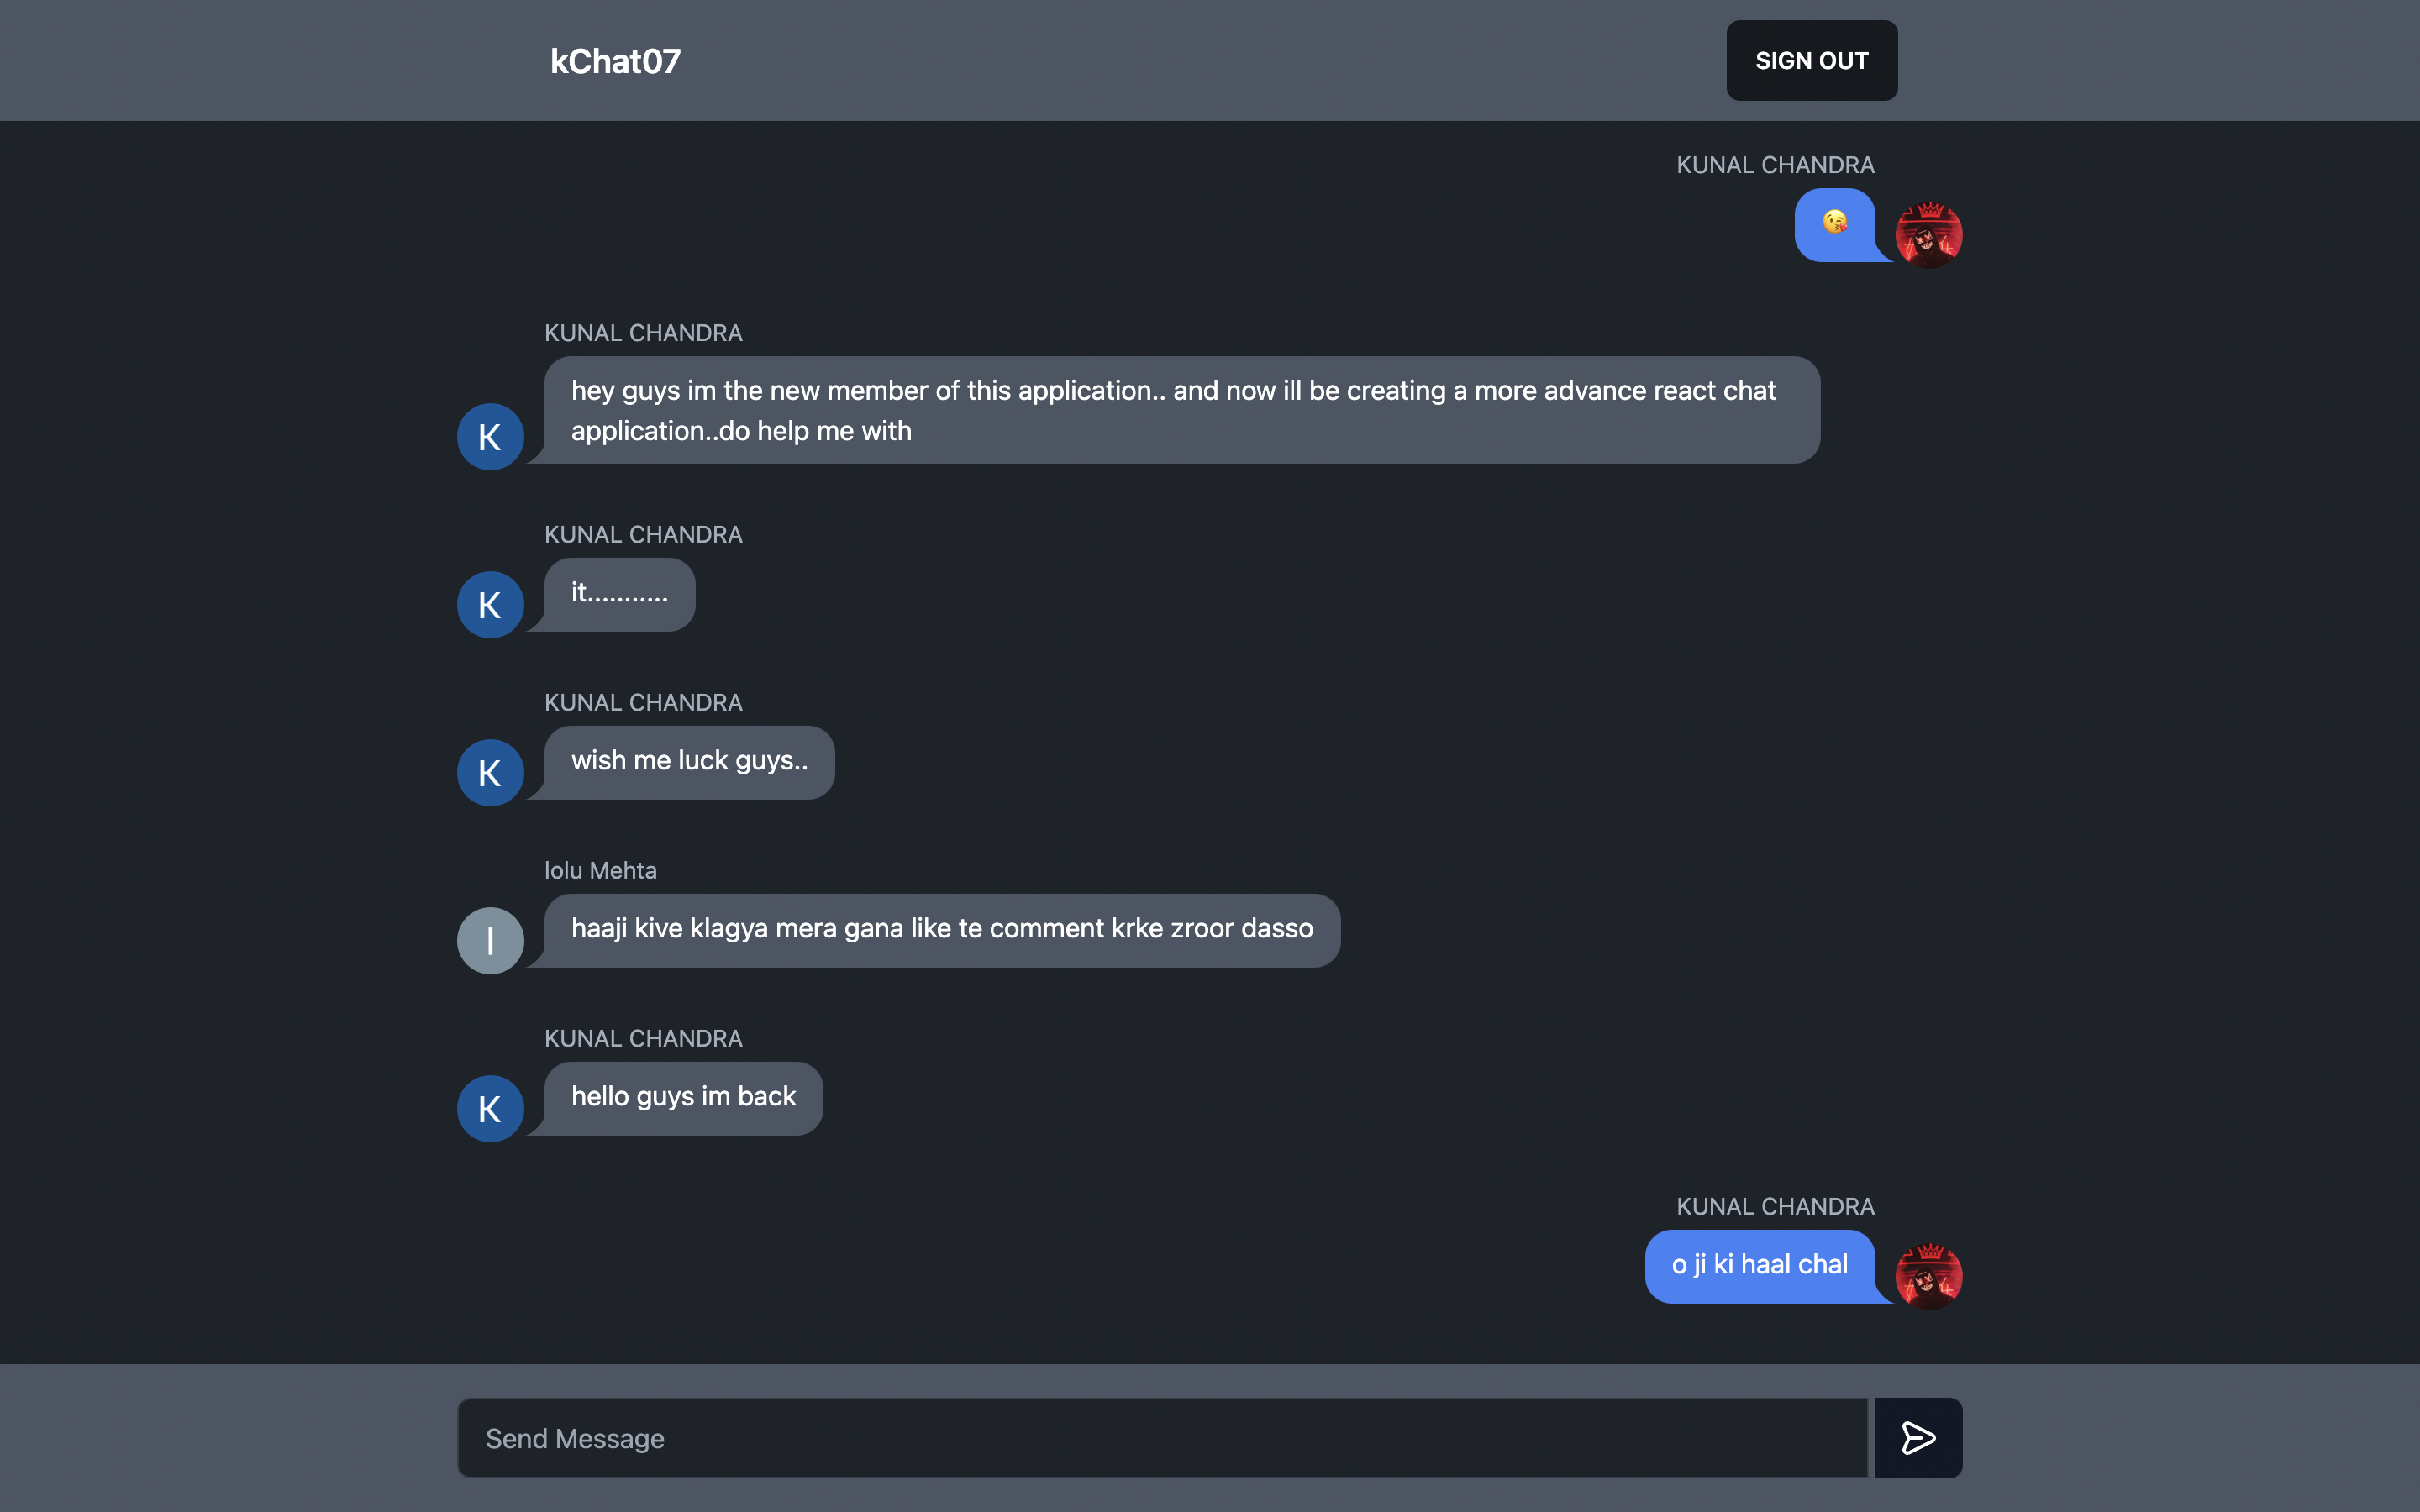 kChat07
SIGN OUT
KUNAL CHANDRA
😘
KUNAL CHANDRA
hey guys im the new member of this application.. and now ill be creating a more advance react chat
application..do help me with
K
KUNAL CHANDRA
it...........
K
KUNAL CHANDRA
wish me luck guys..
K
lolu Mehta
haaji kive klagya mera gana like te comment krke zroor dasso
l
KUNAL CHANDRA
hello guys im back
K
KUNAL CHANDRA
o ji ki haal chal
Send Message